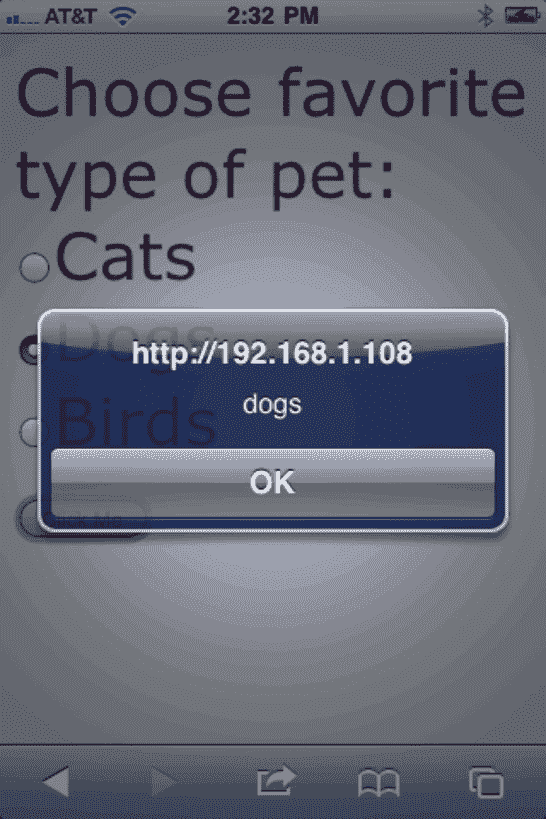 AT&T 2:32 PM
Choose favorite
type of pet:
Cats
Dogs
http://192.168.1.108
dogs
Birds
OK